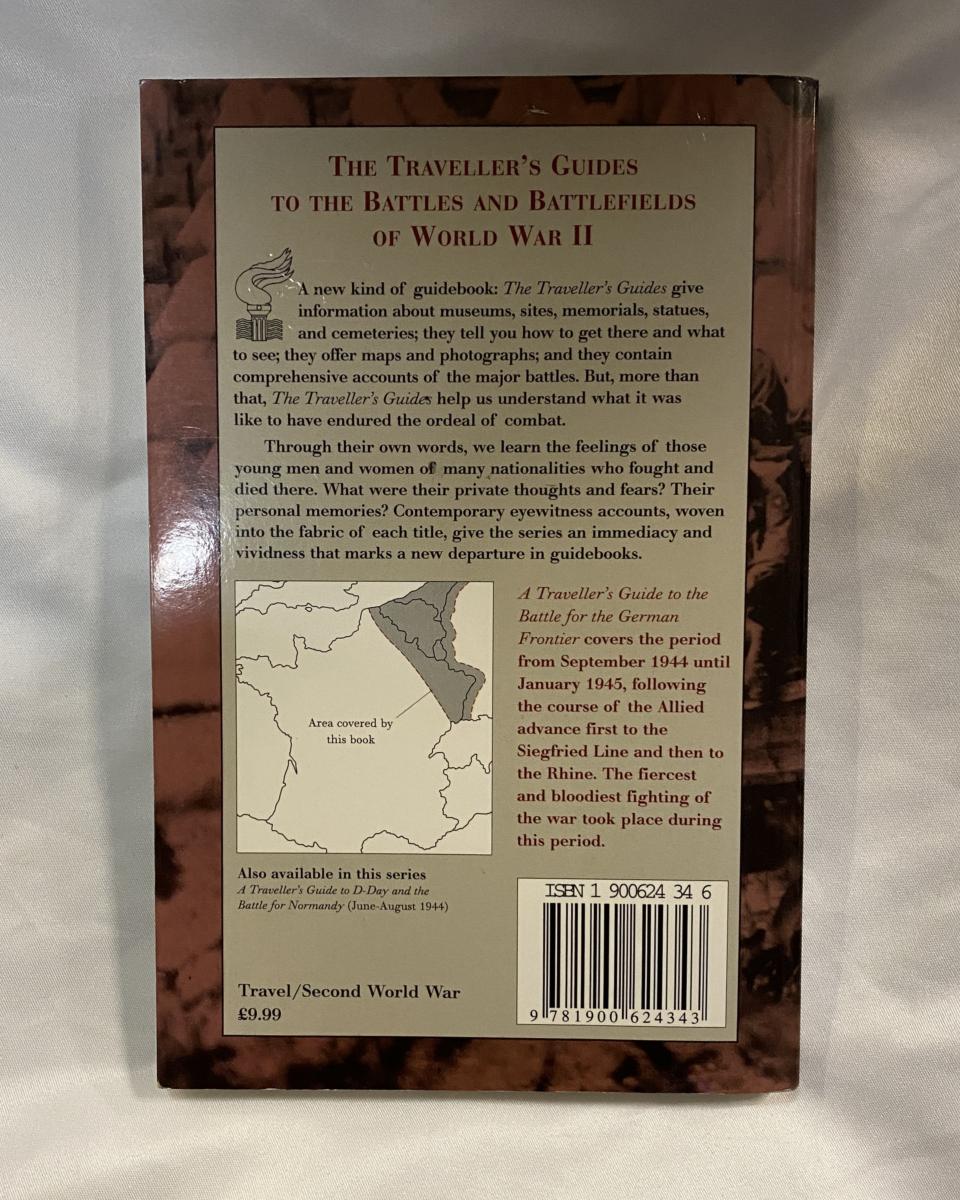 THE TRAVELLER'S GUIDES
TO THE BATTLES AND BATTLEFIELDS
OF WORLD WAR II
A new kind of guidebook: The Traveller's Guides give
information about museums, sites, memorials, statues,
and cemeteries; they tell you how to get there and what
to see; they offer maps and photographs; and they contain
comprehensive accounts of the major battles. But, more than
that, The Traveller's Guides help us understand what it was
like to have endured the ordeal of combat.
Through their own words, we learn the feelings of those
young men and women of many nationalities who fought and
died there. What were their private thoughts and fears? Their
personal memories? Contemporary eyewitness accounts, woven
into the fabric of each title, give the series an immediacy and
vividness that marks a new departure in guidebooks.
Area covered by
this book
A Traveller's Guide to the
Battle for the German
Frontier covers the period
from September 1944 until
January 1945, following
the course of the Allied
advance first to the
Siegfried Line and then to
the Rhine. The fiercest
and bloodiest fighting of
the war took place during
this period.
Also available in this series
A Traveller's Guide to D-Day and the
Battle for Normandy (June-August 1944)
Travel/Second World War
£9.99
ISBN 1 900624 34 6
9 781900 624343